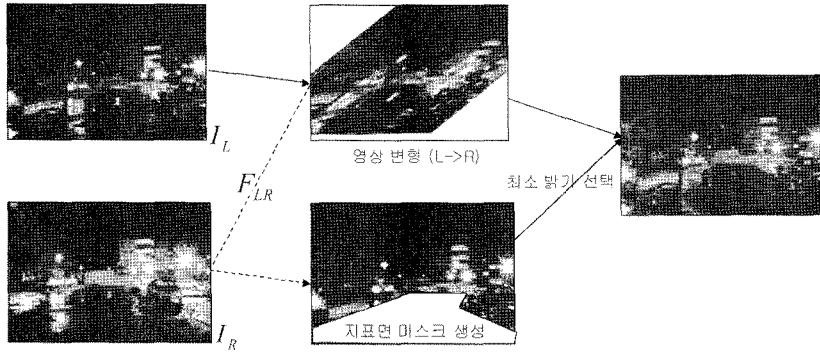 I_L
영상 변형 (L->R)
F_LR
최소 밝기 선택
지표면 마스크 생성
I_R